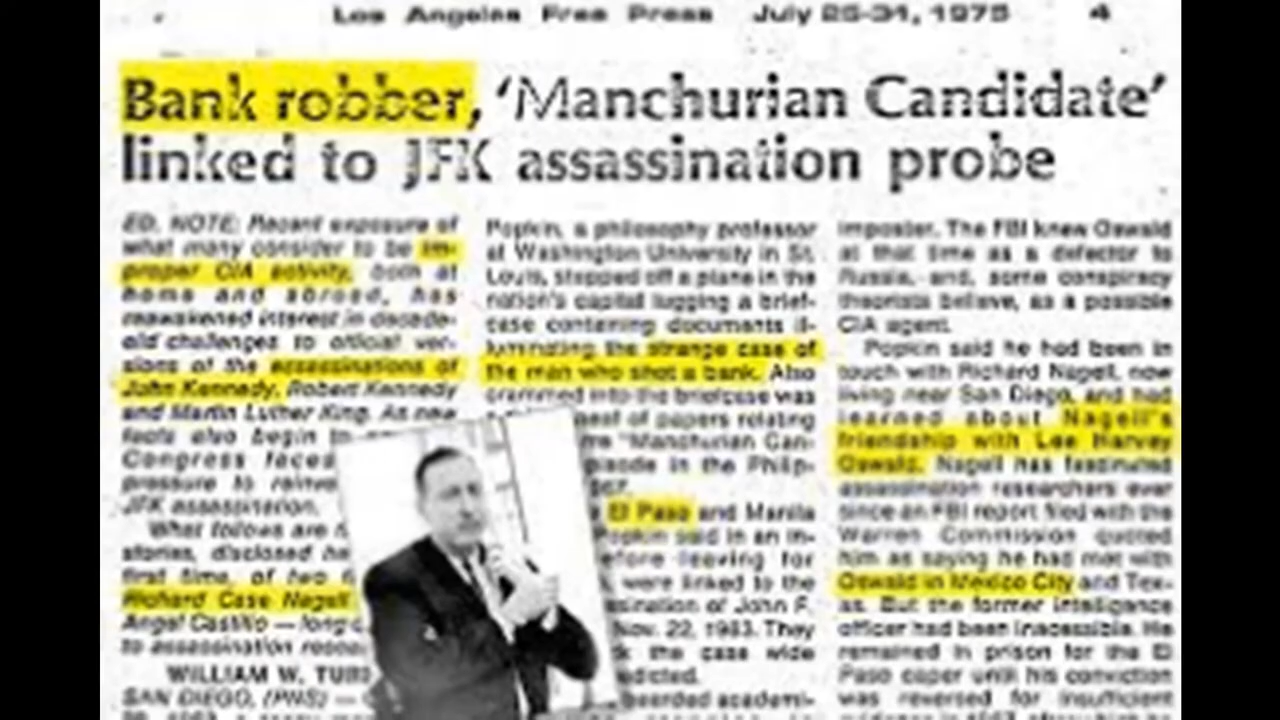 Los Angeles Free Press July 25-31, 1975 4
Bank robber, 'Manchurian Candidate'
linked to JFK assassination probe
ED. NOTE: Recent exposure of
what many consider to be im-
proper CIA activity, both at
home and abroad, has
reawakened interest in decade-
old challenges to official ver-
sions of the assassinations of
John Kennedy, Robert Kennedy
and Martin Luther King. As new
facts also begin to
Congress faces
pressure to
JFK assassination.
What follows are
stories, disclosed
first time, of two
Richard Case Nagell
Angel Castillo —
to assassination
WILLIAM W.
SAN DIEGO, (PNS) —
Popkin, a philosophy professor
at Washington University in St.
Louis, stepped off a plane in the
nation's capital lugging a brief-
case containing documents il-
luminating the strange case of
the man who shot a bank. Also
crammed into the briefcase was
of papers relating
"Manchurian Can-
in the Philip-
El Paso and Manila
Popkin said in an in-
before leaving for
were linked to the
of John F.
Nov. 22, 1963. They
the case wide
bearded academi-
imposter. The FBI knew Oswald
at that time as a defector to
Russia, and, some conspiracy
theorists believe, as a possible
CIA agent.
Popkin said he had been in
touch with Richard Nagell, now
living near San Diego, and had
learned about Nagell's
friendship with Lee Harvey
Oswald. Nagell has fascinated
assassination researchers ever
since an FBI report filed with the
Warren Commission quoted
him as saying he had met with
Oswald in Mexico City and Tex-
as. But the former intelligence
officer had been inaccessible. He
remained in prison for the El
Paso caper until his conviction
was reversed for insufficient